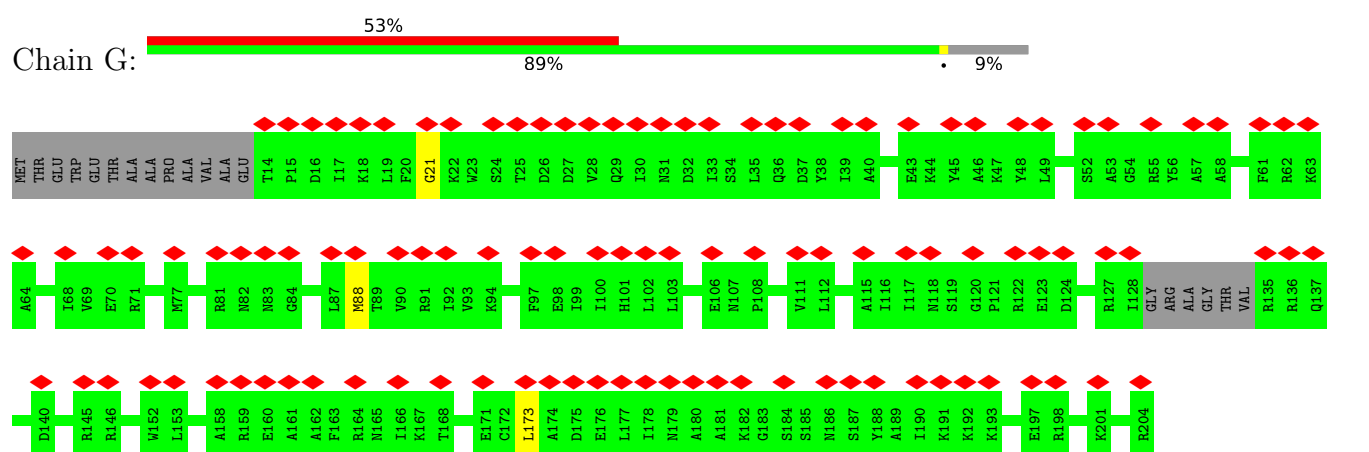 53%
Chain G:
89% • 9%
MET THR GLU TRP GLU THR ALA ALA PRO ALA VAL ALA GLU T14 P15 D16 I17 K18 L19 F20 G21 K22 W23 S24 T25 D26 D27 V28 Q29 I30 N31 D32 I33 S34 L35 Q36 D37 Y38 I39 A40 E43 K44 Y45 A46 K47 Y48 L49 S52 A53 G54 R55 Y56 A57 A58 F61 R62 K63
A64 I68 V69 E70 R71 M77 R81 N82 N83 G84 L87 M88 T89 V90 R91 I92 V93 K94 F97 E98 I99 I100 H101 L102 L103 E106 N107 P108 V111 L112 A115 I116 I117 N118 S119 G120 P121 R122 E123 D124 R127 I128 GLY ARG ALA GLY THR VAL R135 R136 Q137
D140 R145 R146 W152 L153 A158 R159 E160 A161 A162 F163 R164 N165 I166 K167 T168 E171 C172 L173 A174 D175 E176 L177 I178 N179 A180 A181 K182 G183 S184 S185 N186 S187 Y188 A189 I190 K191 K192 K193 E197 R198 K201 R204